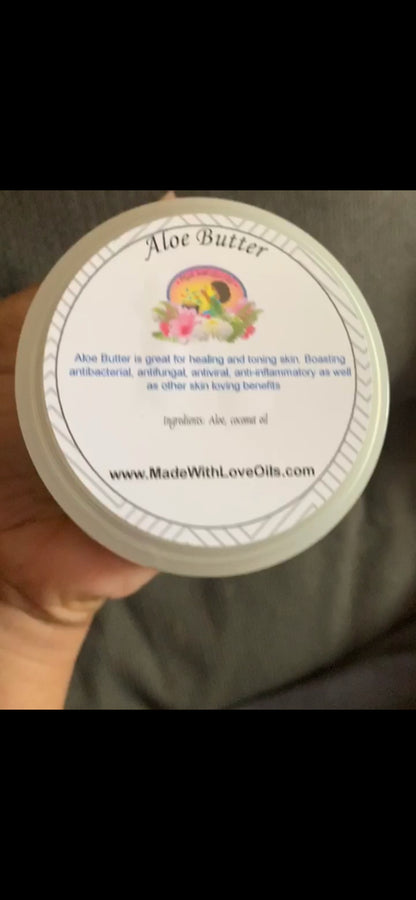 Aloe Butter
Aloe Butter is great for healing and toning skin. Boasting
antibacterial, antifungal, antiviral, anti-inflammatory as well
as other skin loving benefits
Ingredients: Aloe, coconut oil
www.MadeWithLoveOils.com